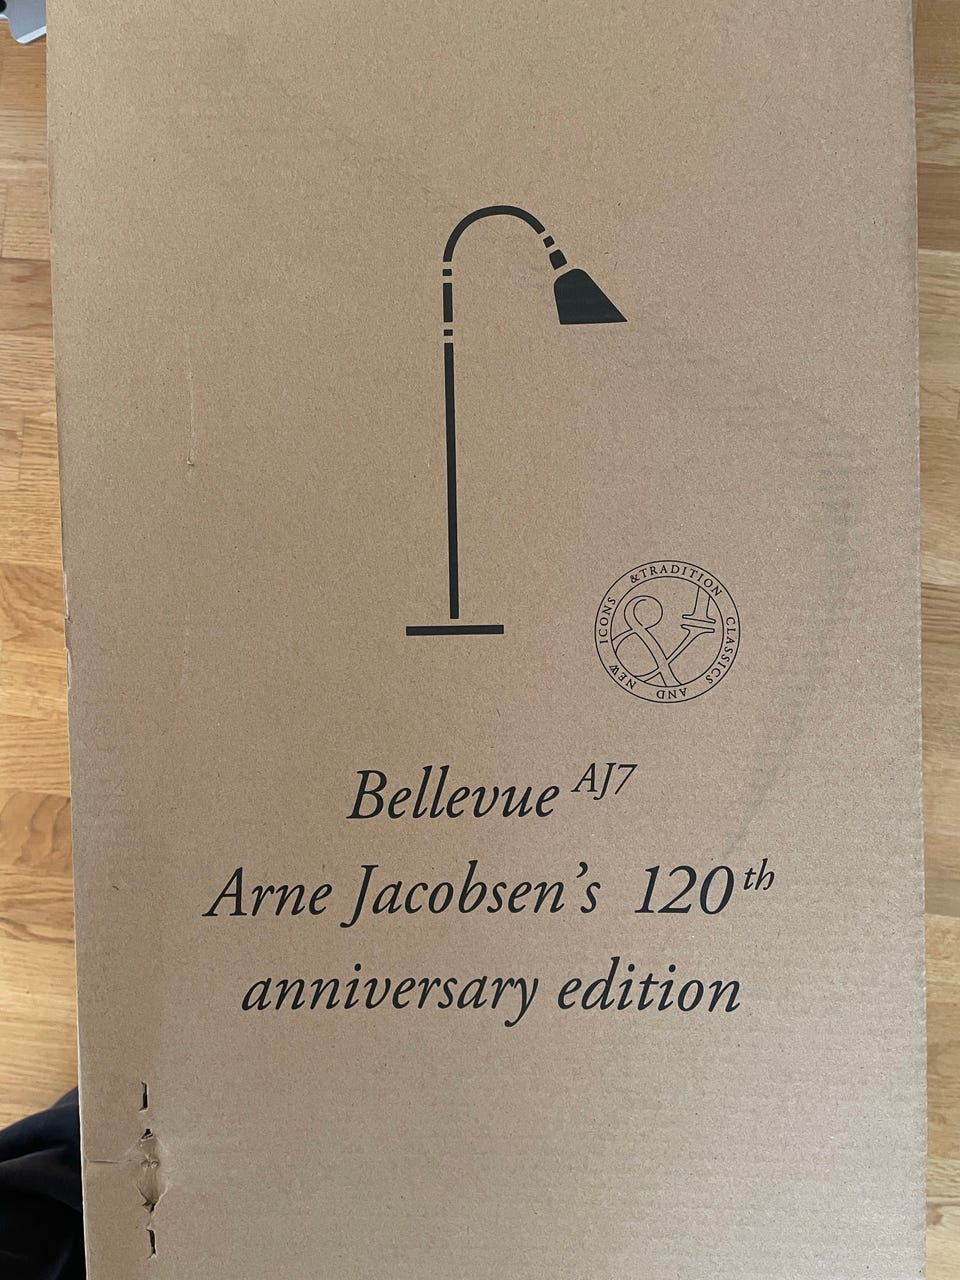 &TRADITION CLASSICS AND NEW ICONS
&
Bellevue AJ7
Arne Jacobsen’s 120th
anniversary edition